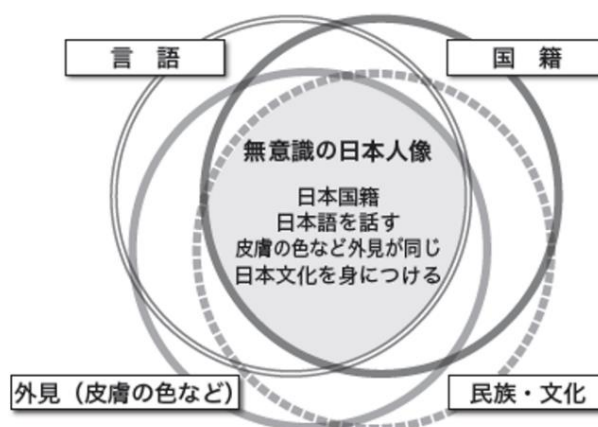 言 語
国 籍
無意識の日本人像
日本国籍
日本語を話す
皮膚の色など外見が同じ
日本文化を身につける
外見（皮膚の色など）
民族・文化